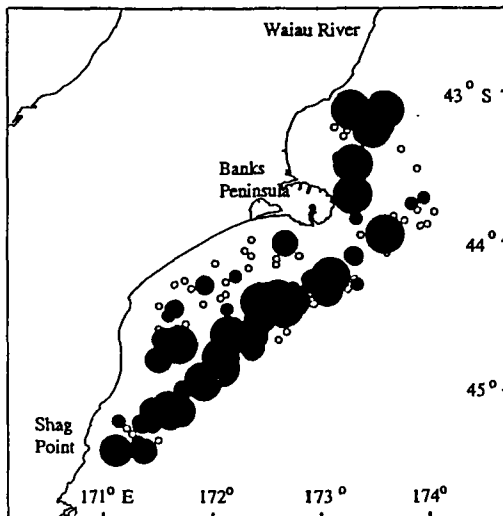 Waiau River
43° S
Banks
Peninsula
44°
45°
Shag
Point
171° E
172°
173°
174°